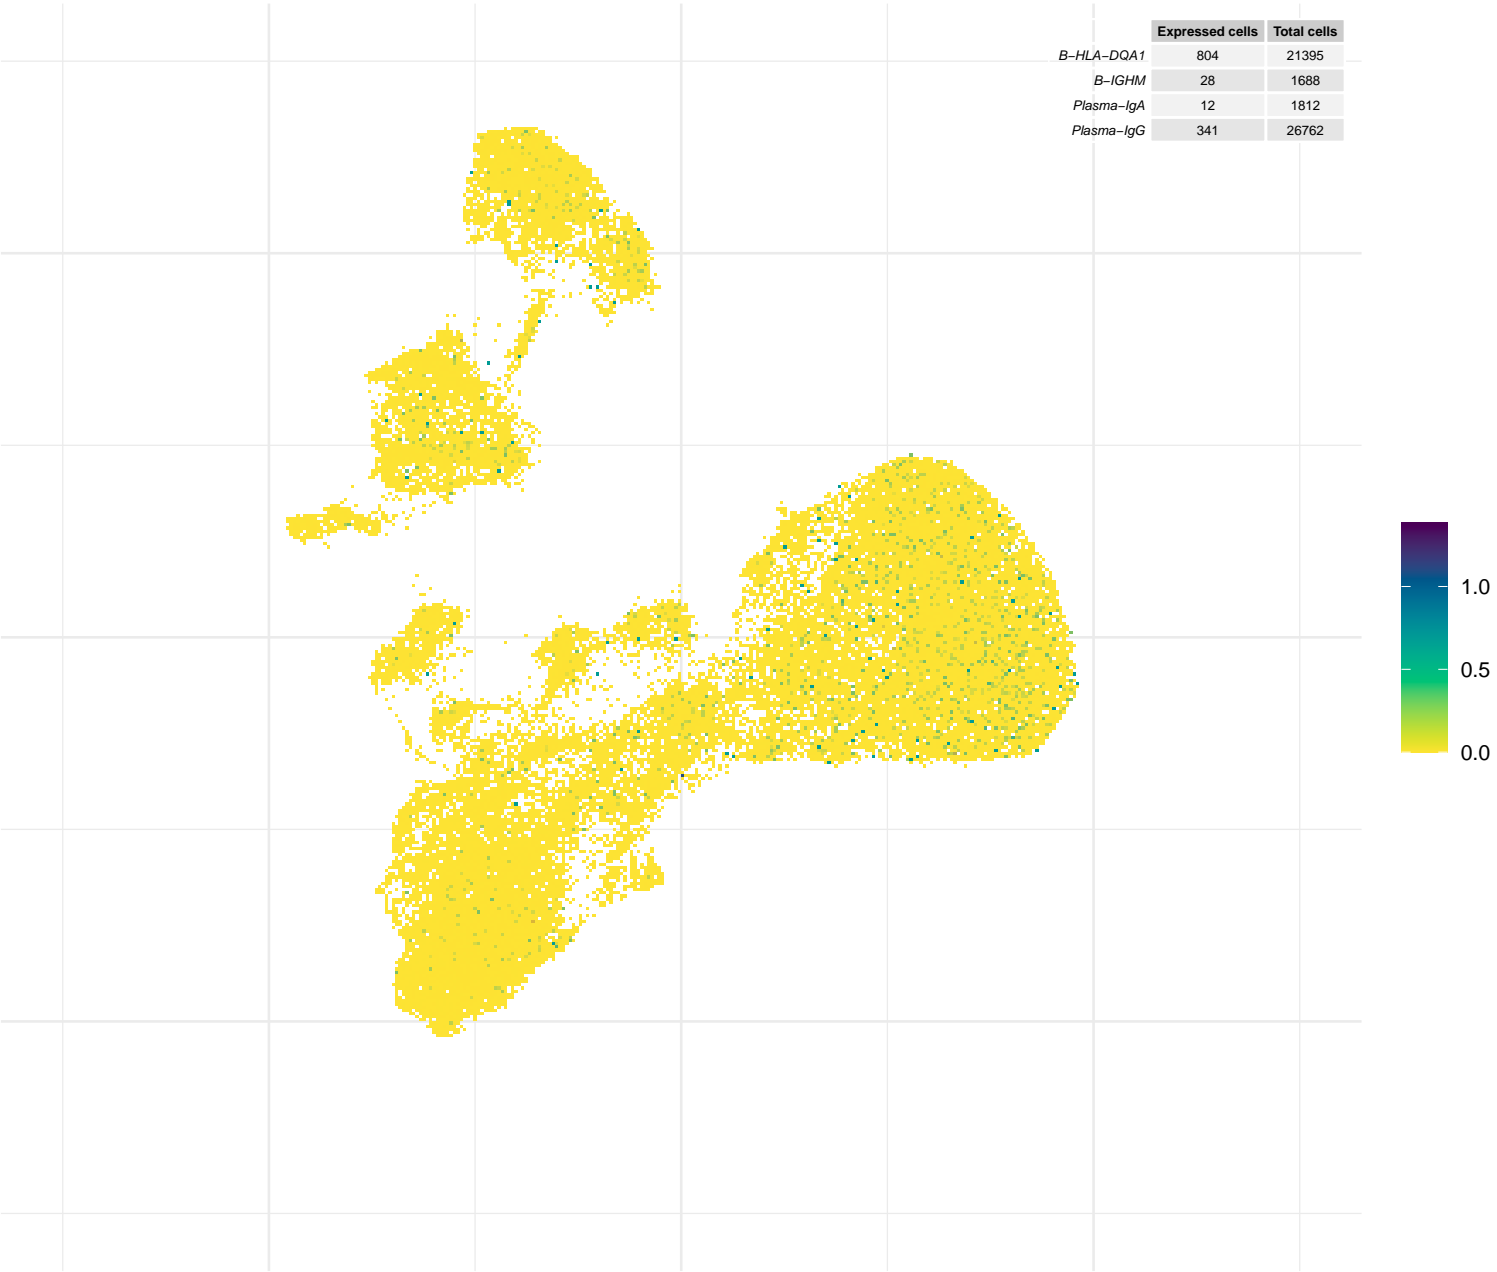 Expressed cells Total cells
B−HLA−DQA1 804 21395
B−IGHM 28 1688
Plasma−IgA 12 1812
Plasma−IgG 341 26762
1.0
0.5
0.0